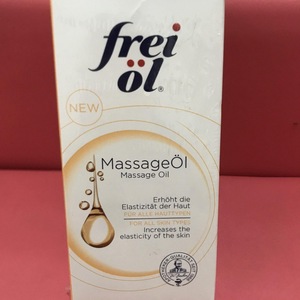 frei
öl®
NEW
MassageÖl
Massage Oil
Erhöht die
Elastizität der Haut
FÜR ALLE HAUTTYPEN
FOR ALL SKIN TYPES
Increases the
elasticity of the skin